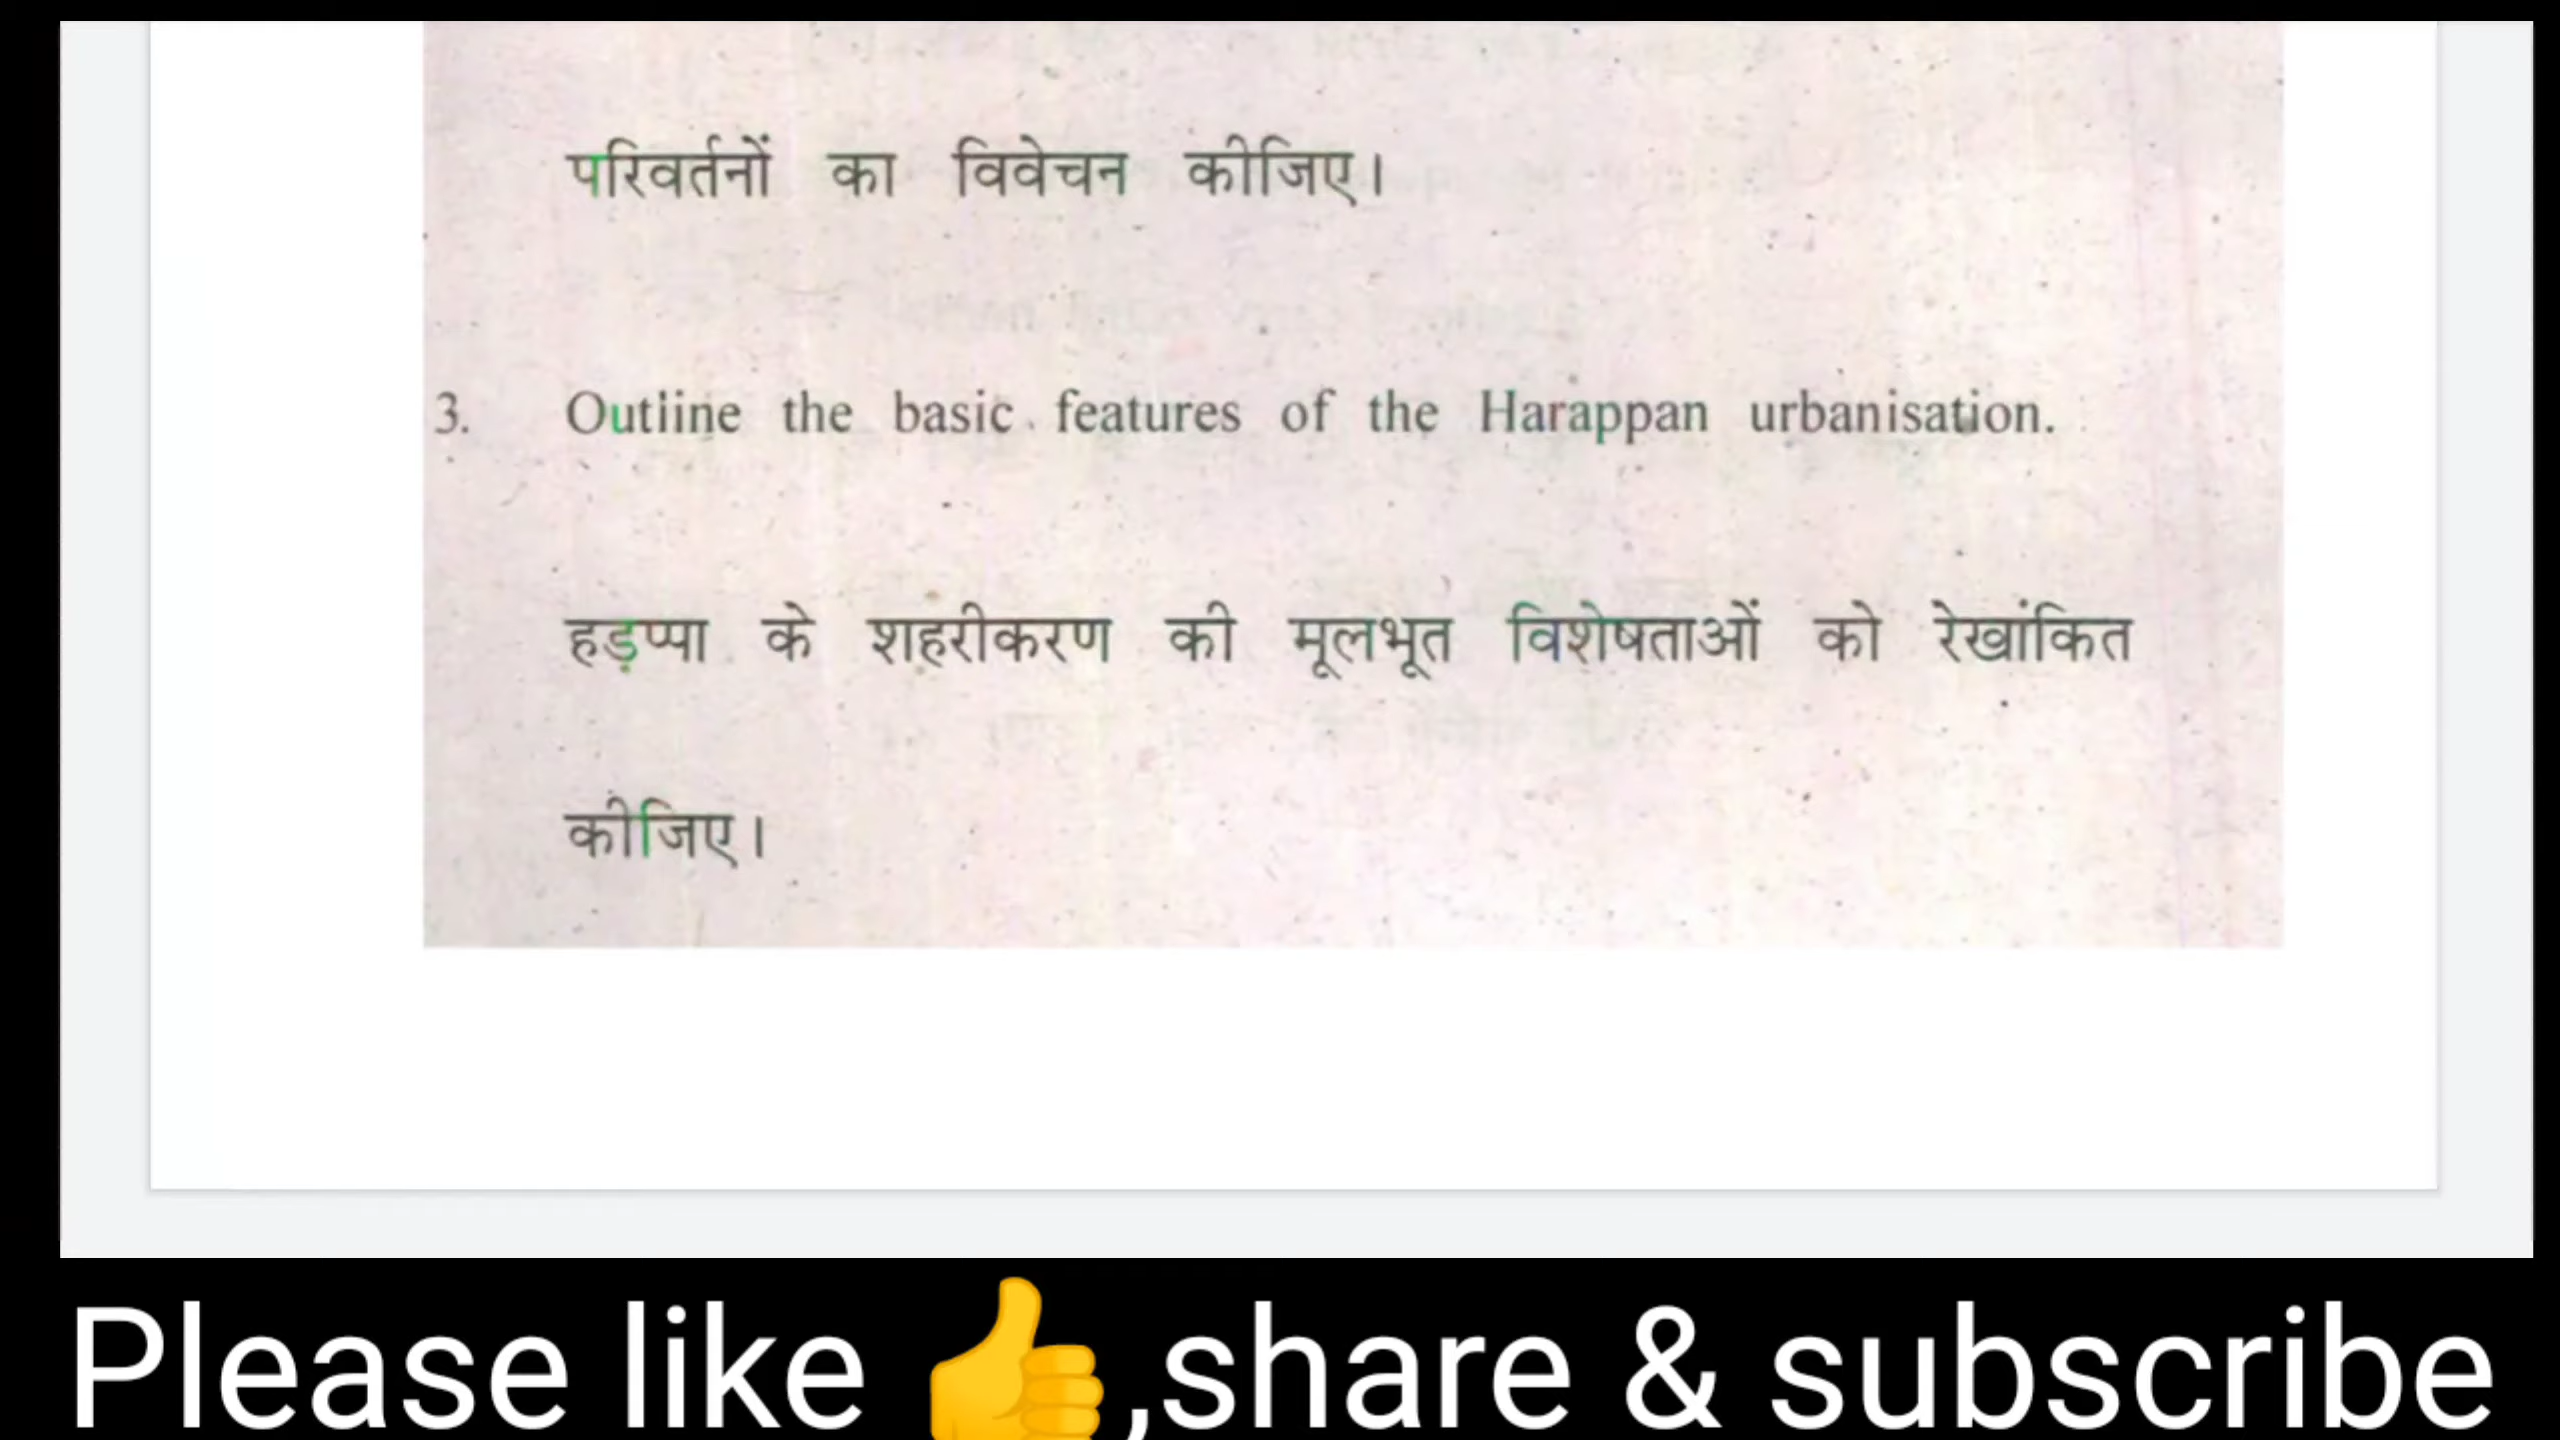 परिवर्तनों का विवेचन कीजिए।
3. Outline the basic features of the Harappan urbanisation.
हड़प्पा के शहरीकरण की मूलभूत विशेषताओं को रेखांकित
कीजिए।
Please like 👍,share & subscribe